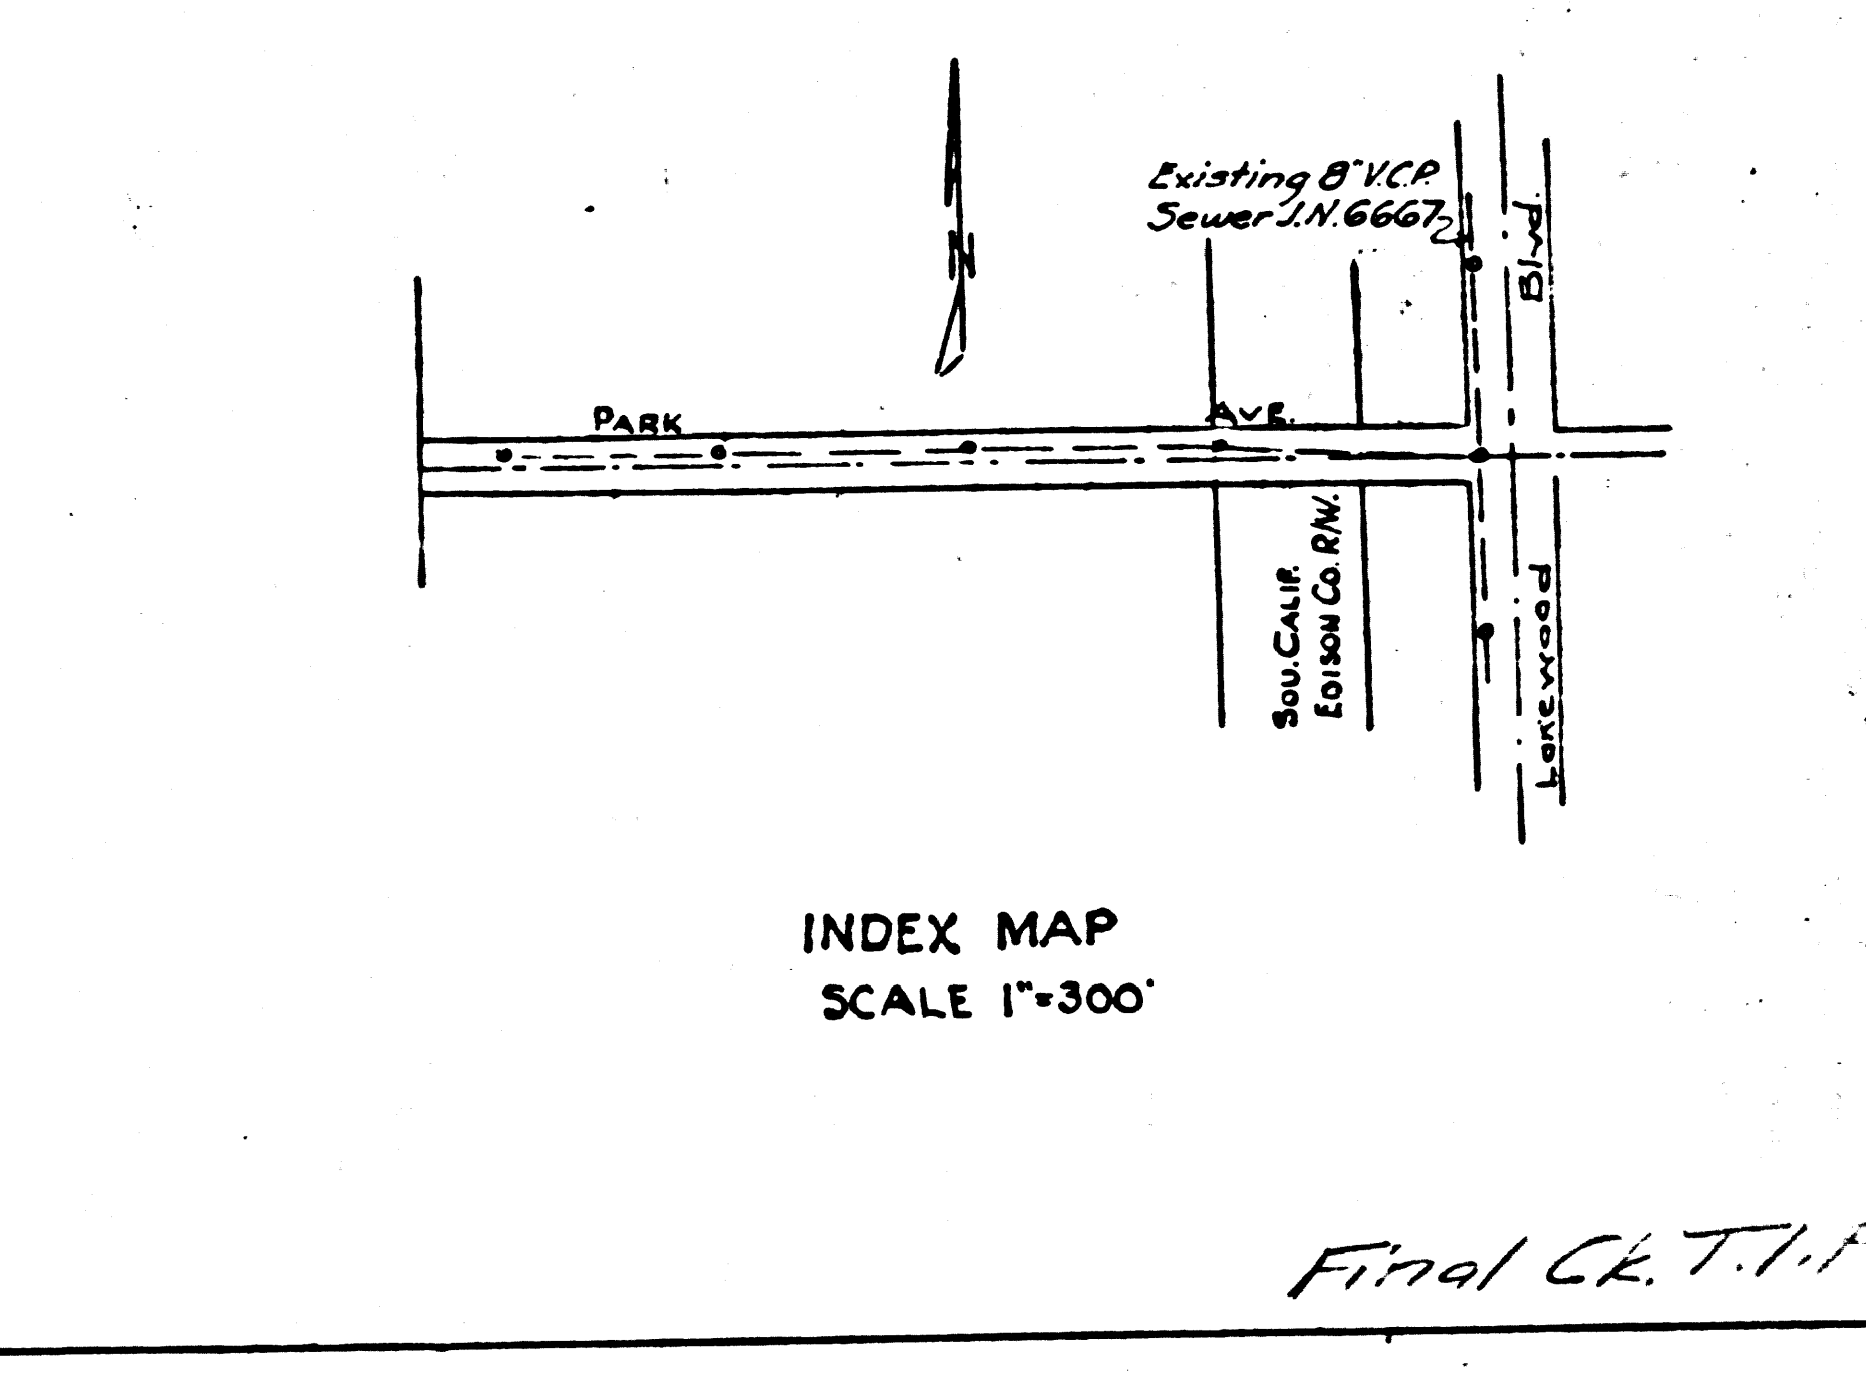 N
Existing 8" V.C.P.
Sewer J.N. 6667
Blvd.
PARK AVE.
SOU. CALIF.
EDISON CO. R/W.
Lakewood
INDEX MAP
SCALE 1"=300'
Final Ck. T.I.